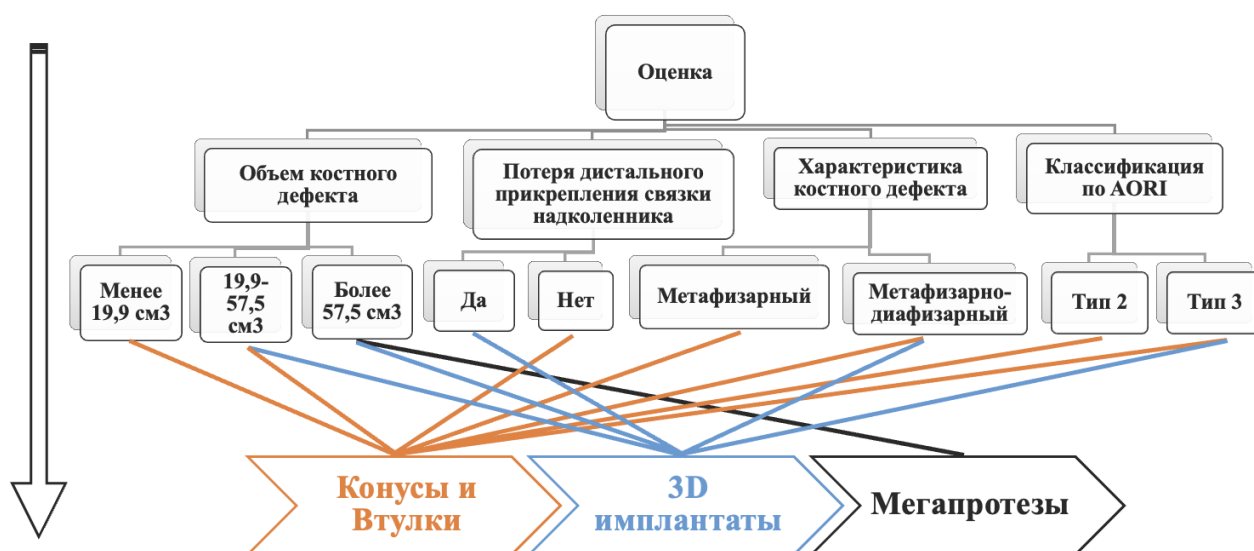 Оценка
Объем костного
дефекта
Потеря дистального
прикрепления связки
надколенника
Характеристика
костного дефекта
Классификация
по AORI
Менее
19,9 см3
19,9-
57,5
см3
Более
57,5 см3
Да
Нет
Метафизарный
Метафизарно-
диафизарный
Тип 2
Тип 3
Конусы и
Втулки
3D
имплантаты
Мегапротезы